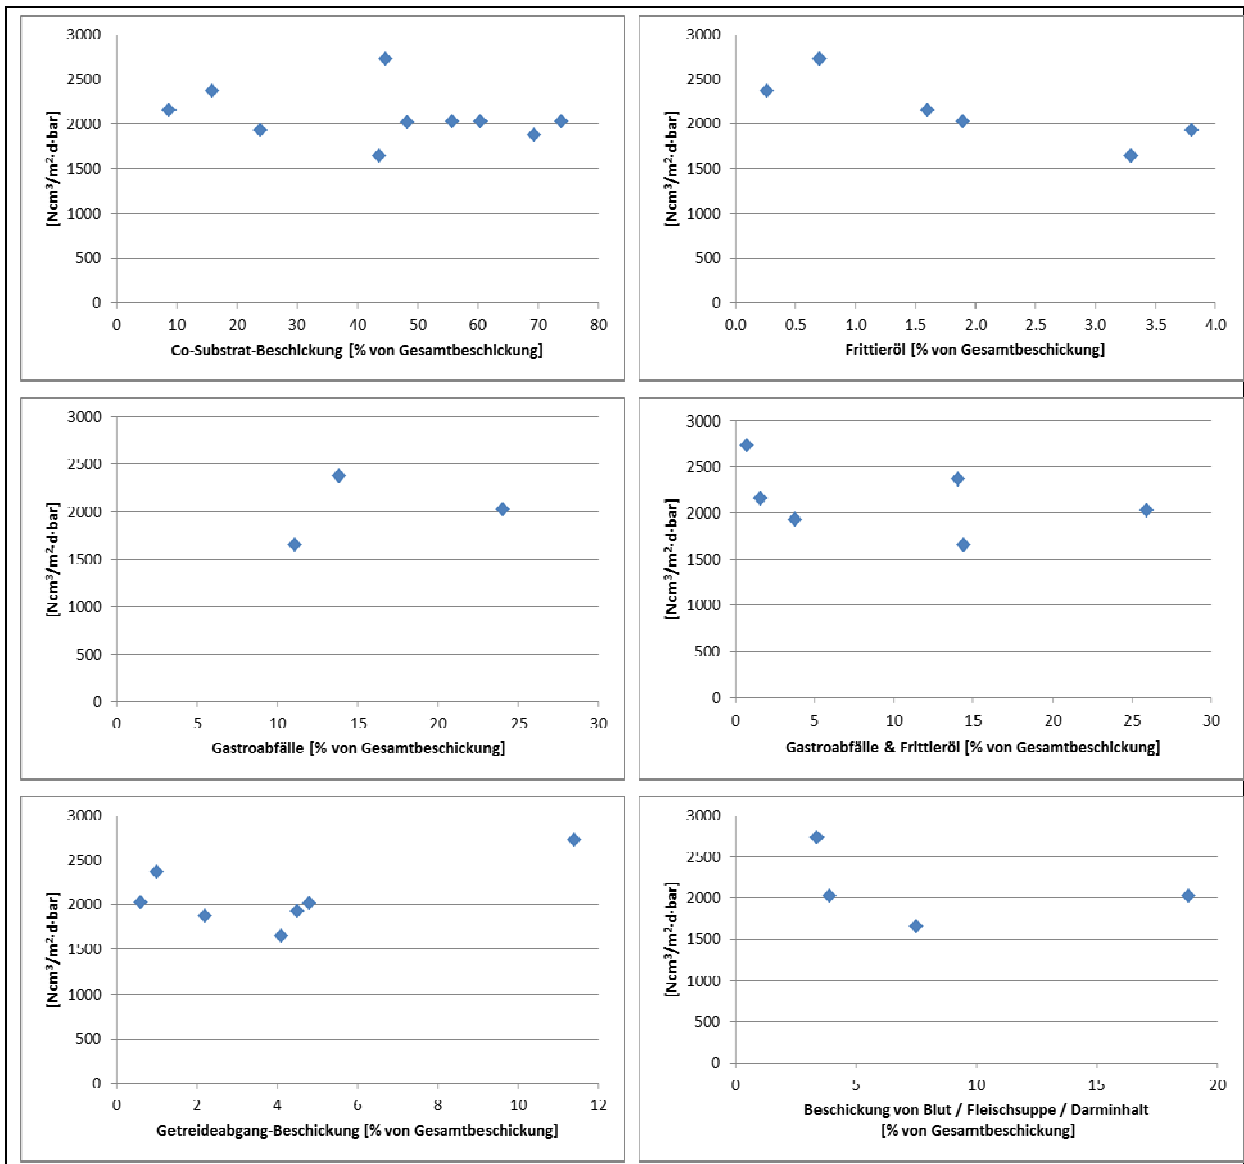 3000
2500
2000
1500
1000
500
0
[Ncm³/m²·d·bar]
0 10 20 30 40 50 60 70 80
Co-Substrat-Beschickung [% von Gesamtbeschickung]
3000
2500
2000
1500
1000
500
0
[Ncm³/m²·d·bar]
0.0 0.5 1.0 1.5 2.0 2.5 3.0 3.5 4.0
Frittieröl [% von Gesamtbeschickung]
3000
2500
2000
1500
1000
500
0
[Ncm³/m²·d·bar]
0 5 10 15 20 25 30
Gastroabfälle [% von Gesamtbeschickung]
3000
2500
2000
1500
1000
500
0
[Ncm³/m²·d·bar]
0 5 10 15 20 25 30
Gastroabfälle & Frittieröl [% von Gesamtbeschickung]
3000
2500
2000
1500
1000
500
0
[Ncm³/m²·d·bar]
0 2 4 6 8 10 12
Getreideabgang-Beschickung [% von Gesamtbeschickung]
3000
2500
2000
1500
1000
500
0
[Ncm³/m²·d·bar]
0 5 10 15 20
Beschickung von Blut / Fleischsuppe / Darminhalt
[% von Gesamtbeschickung]